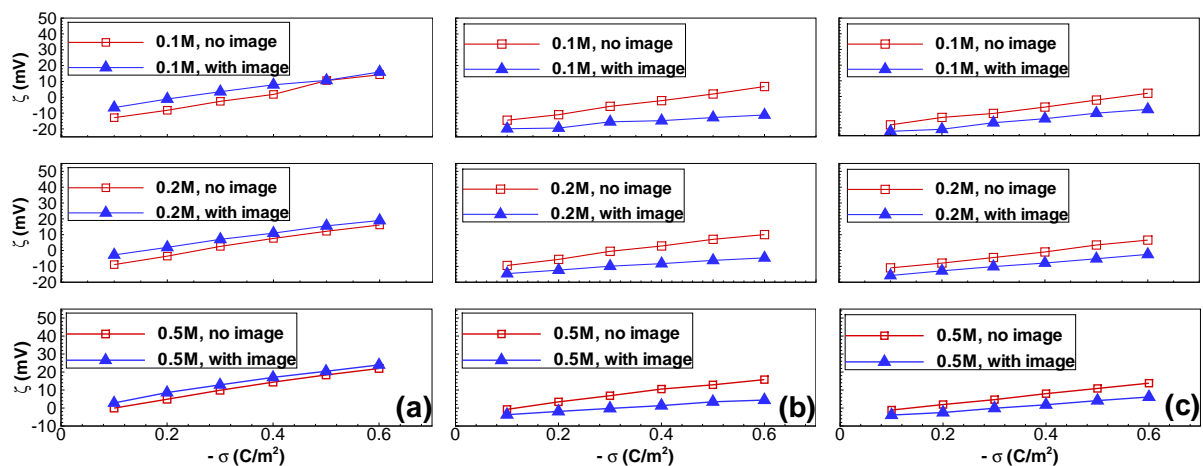 ζ (mV)
50
40
30
20
10
0
-10
-20
0.1M, no image
0.1M, with image
0.1M, no image
0.1M, with image
0.1M, no image
0.1M, with image
ζ (mV)
50
40
30
20
10
0
-10
-20
0.2M, no image
0.2M, with image
0.2M, no image
0.2M, with image
0.2M, no image
0.2M, with image
ζ (mV)
50
40
30
20
10
0
-10
0.5M, no image
0.5M, with image
(a)
0.5M, no image
0.5M, with image
(b)
0.5M, no image
0.5M, with image
(c)
0 0.2 0.4 0.6
0 0.2 0.4 0.6
0 0.2 0.4 0.6
- σ (C/m²)
- σ (C/m²)
- σ (C/m²)